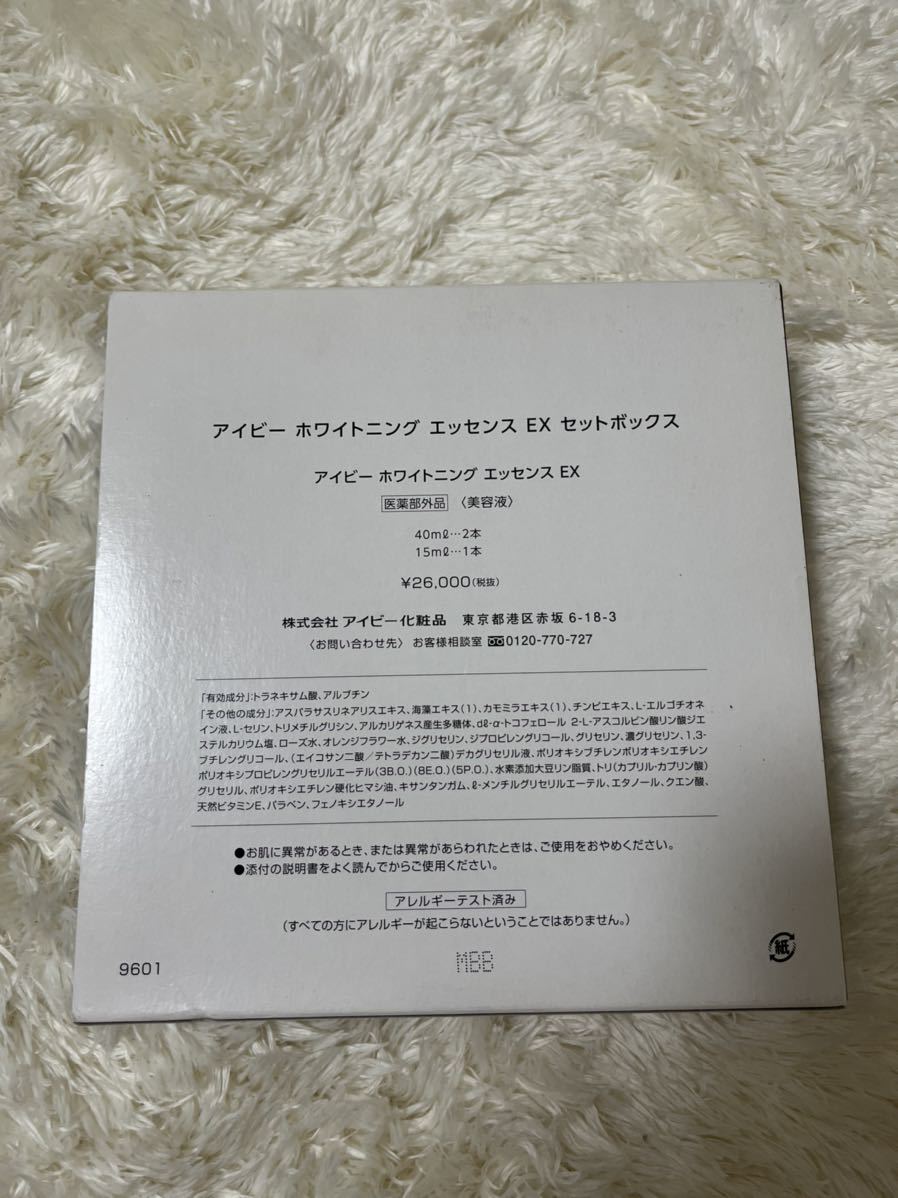 アイビー ホワイトニング エッセンス EX セットボックス
アイビー ホワイトニング エッセンス EX
医薬部外品 〈美容液〉
40mℓ…2本
15mℓ…1本
¥26,000(税抜)
株式会社 アイビー化粧品 東京都港区赤坂 6-18-3
〈お問い合わせ先〉 お客様相談室 0120-770-727
「有効成分」:トラネキサム酸、アルブチン
「その他の成分」:アスパラサスリネアリスエキス、海藻エキス(1)、カモミラエキス(1)、チンピエキス、L-エルゴチオネ
イン液、L-セリン、トリメチルグリシン、アルカリゲネス産生多糖体、dℓ-α-トコフェロール 2-L-アスコルビン酸リン酸ジエ
ステルカリウム塩、ローズ水、オレンジフラワー水、ジグリセリン、ジプロピレングリコール、グリセリン、濃グリセリン、1,3-
ブチレングリコール、(エイコサン二酸/テトラデカン二酸)デカグリセリル液、ポリオキシブチレンポリオキシエチレン
ポリオキシプロピレングリセリルエーテル(3B.O.)(8E.O.)(5P.O.)、水素添加大豆リン脂質、トリ(カプリル・カプリン酸)
グリセリル、ポリオキシエチレン硬化ヒマシ油、キサンタンガム、ℓ-メンチルグリセリルエーテル、エタノール、クエン酸、
天然ビタミンE、パラベン、フェノキシエタノール
●お肌に異常があるとき、または異常があらわれたときは、ご使用をおやめください。
●添付の説明書をよく読んでからご使用ください。
アレルギーテスト済み
(すべての方にアレルギーが起こらないということではありません。)
MBB
9601
紙